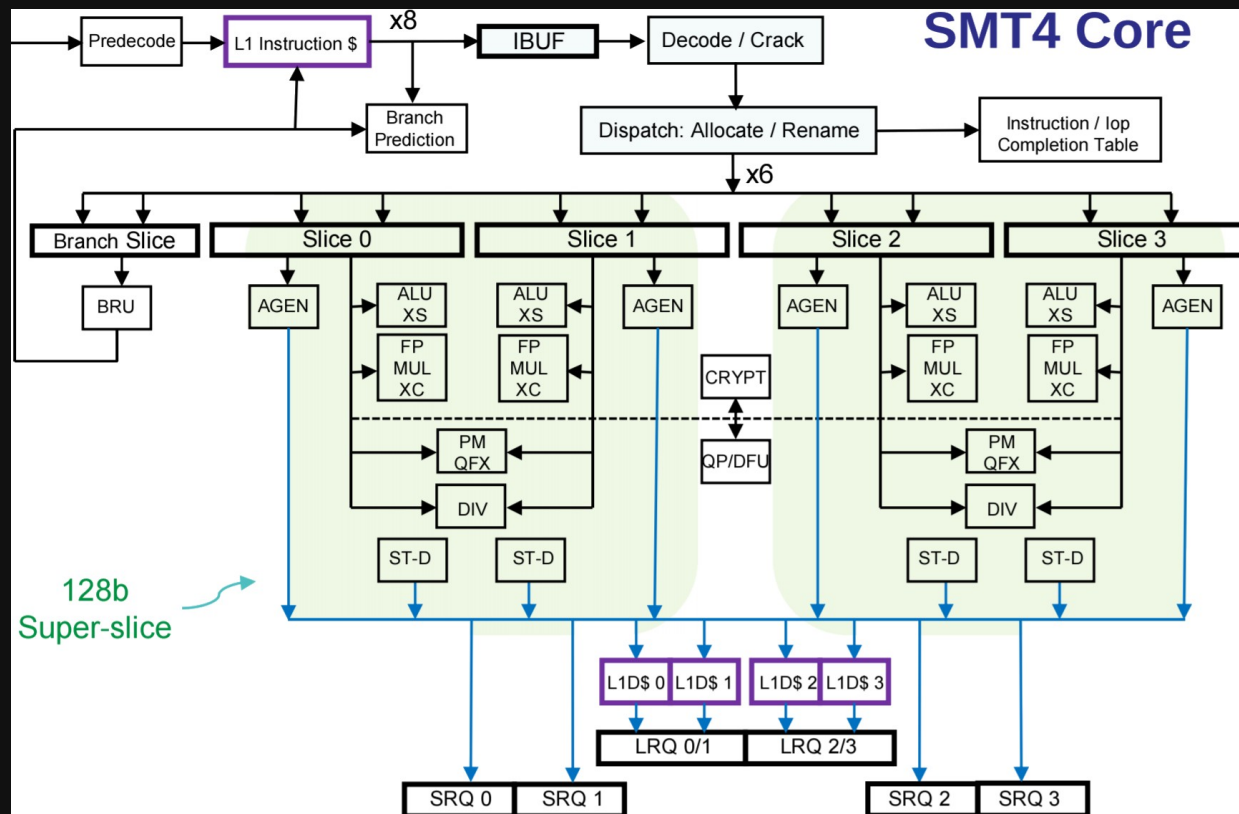 SMT4 Core
Predecode
L1 Instruction $
x8
IBUF
Decode / Crack
Branch
Prediction
Dispatch: Allocate / Rename
Instruction / Iop
Completion Table
x6
Branch Slice
Slice 0
Slice 1
Slice 2
Slice 3
BRU
AGEN
ALU
XS
ALU
XS
AGEN
AGEN
ALU
XS
ALU
XS
AGEN
FP
MUL
XC
FP
MUL
XC
CRYPT
FP
MUL
XC
FP
MUL
XC
PM
QFX
QP/DFU
PM
QFX
DIV
DIV
ST-D
ST-D
ST-D
ST-D
128b
Super-slice
L1D$ 0
L1D$ 1
L1D$ 2
L1D$ 3
LRQ 0/1
LRQ 2/3
SRQ 0
SRQ 1
SRQ 2
SRQ 3